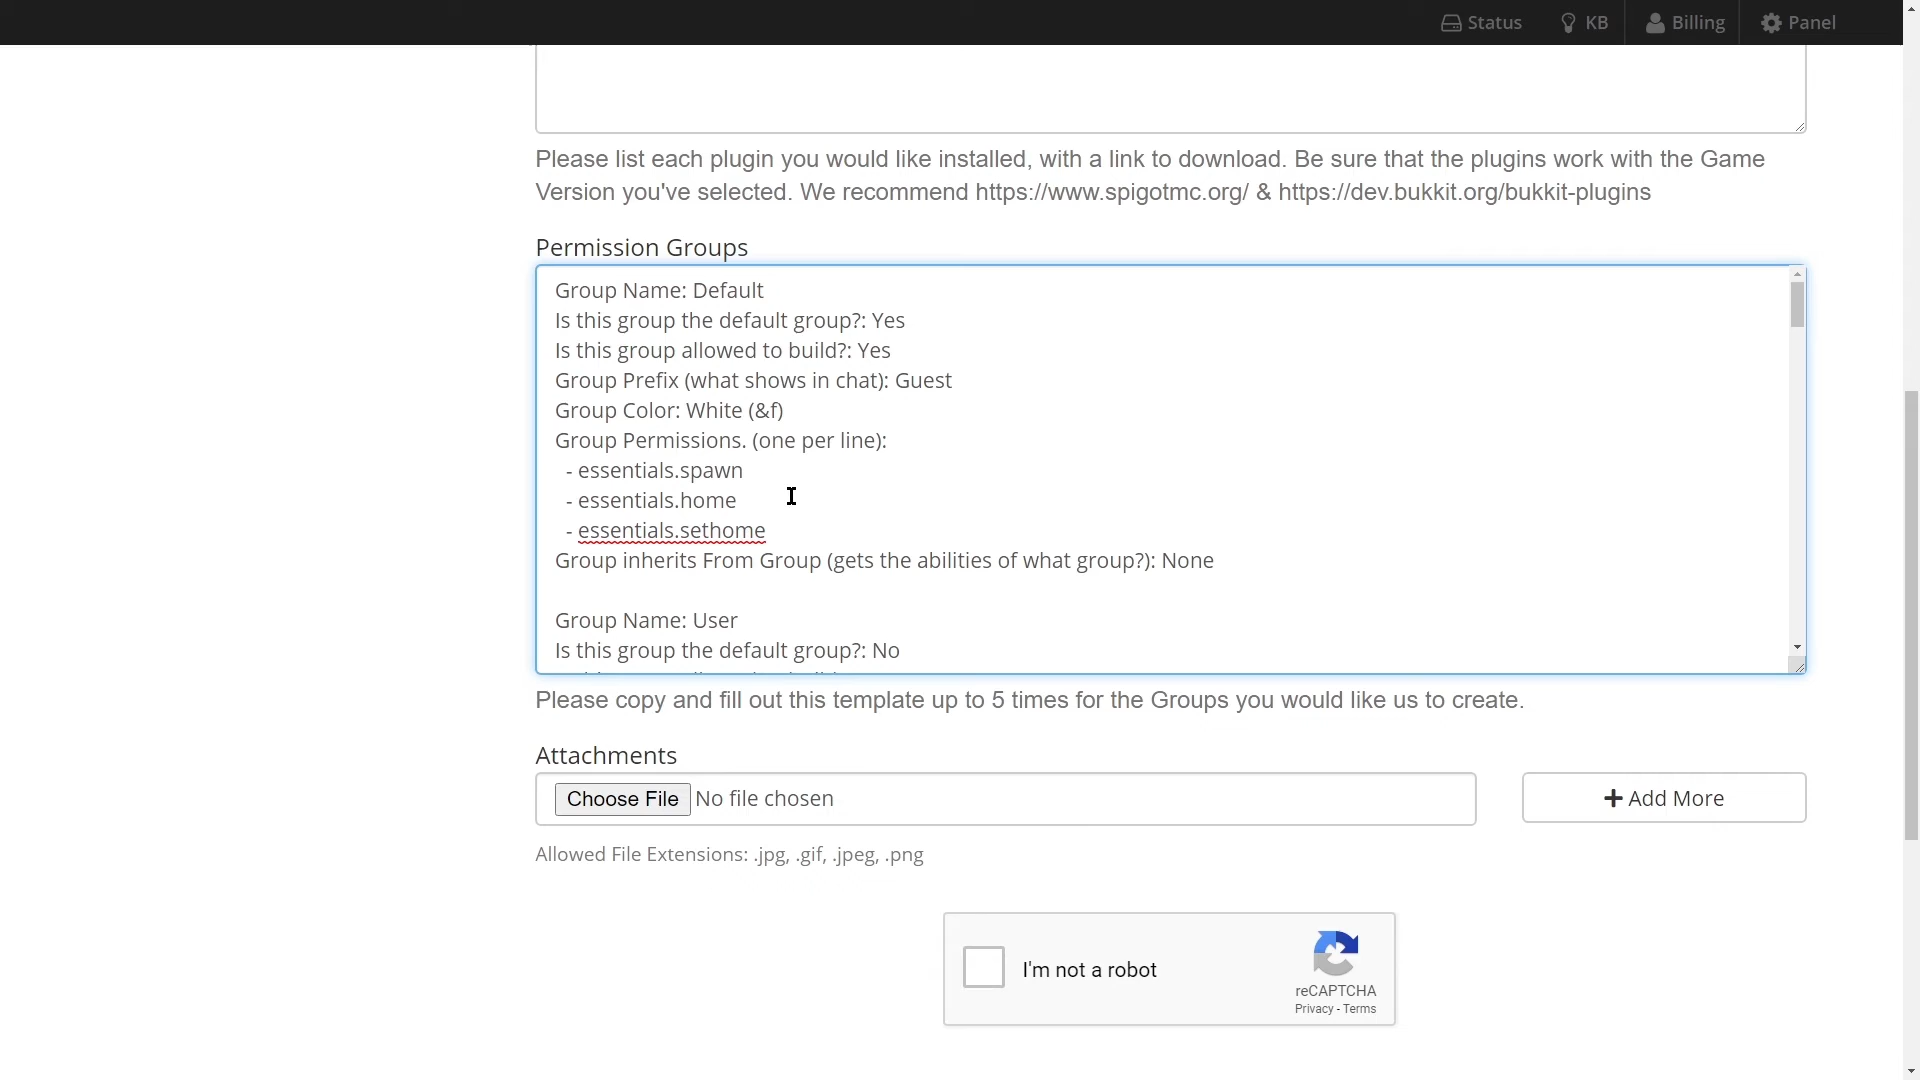 Status KB Billing Panel
Please list each plugin you would like installed, with a link to download. Be sure that the plugins work with the Game
Version you've selected. We recommend https://www.spigotmc.org/ & https://dev.bukkit.org/bukkit-plugins
Permission Groups
Group Name: Default
Is this group the default group?: Yes
Is this group allowed to build?: Yes
Group Prefix (what shows in chat): Guest
Group Color: White (&f)
Group Permissions. (one per line):
- essentials.spawn
- essentials.home
- essentials.sethome
Group inherits From Group (gets the abilities of what group?): None
Group Name: User
Is this group the default group?: No
Please copy and fill out this template up to 5 times for the Groups you would like us to create.
Attachments
Choose File No file chosen
Add More
Allowed File Extensions: .jpg, .gif, .jpeg, .png
I'm not a robot
reCAPTCHA
Privacy - Terms